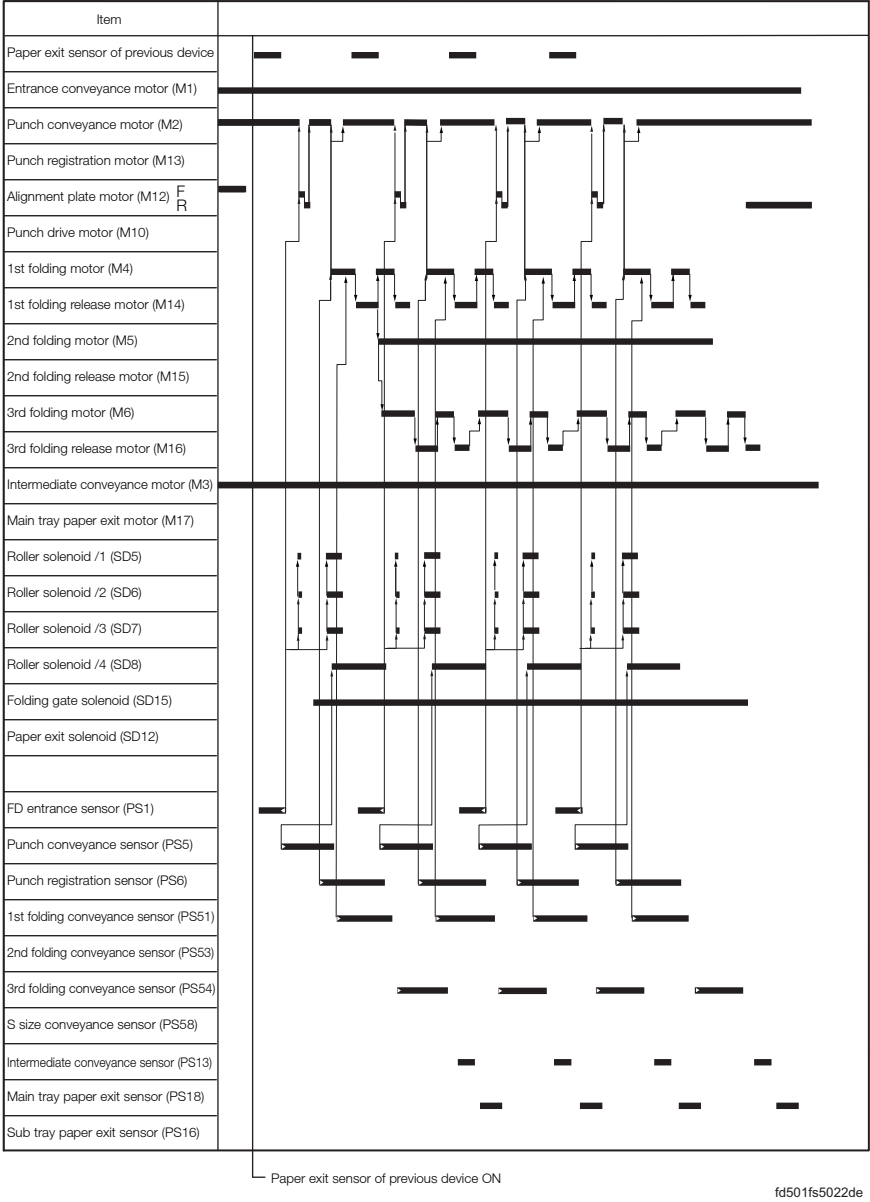 Item
Paper exit sensor of previous device
Entrance conveyance motor (M1)
Punch conveyance motor (M2)
Punch registration motor (M13)
Alignment plate motor (M12) F
R
Punch drive motor (M10)
1st folding motor (M4)
1st folding release motor (M14)
2nd folding motor (M5)
2nd folding release motor (M15)
3rd folding motor (M6)
3rd folding release motor (M16)
Intermediate conveyance motor (M3)
Main tray paper exit motor (M17)
Roller solenoid /1 (SD5)
Roller solenoid /2 (SD6)
Roller solenoid /3 (SD7)
Roller solenoid /4 (SD8)
Folding gate solenoid (SD15)
Paper exit solenoid (SD12)
FD entrance sensor (PS1)
Punch conveyance sensor (PS5)
Punch registration sensor (PS6)
1st folding conveyance sensor (PS51)
2nd folding conveyance sensor (PS53)
3rd folding conveyance sensor (PS54)
S size conveyance sensor (PS58)
Intermediate conveyance sensor (PS13)
Main tray paper exit sensor (PS18)
Sub tray paper exit sensor (PS16)
Paper exit sensor of previous device ON
fd501fs5022de